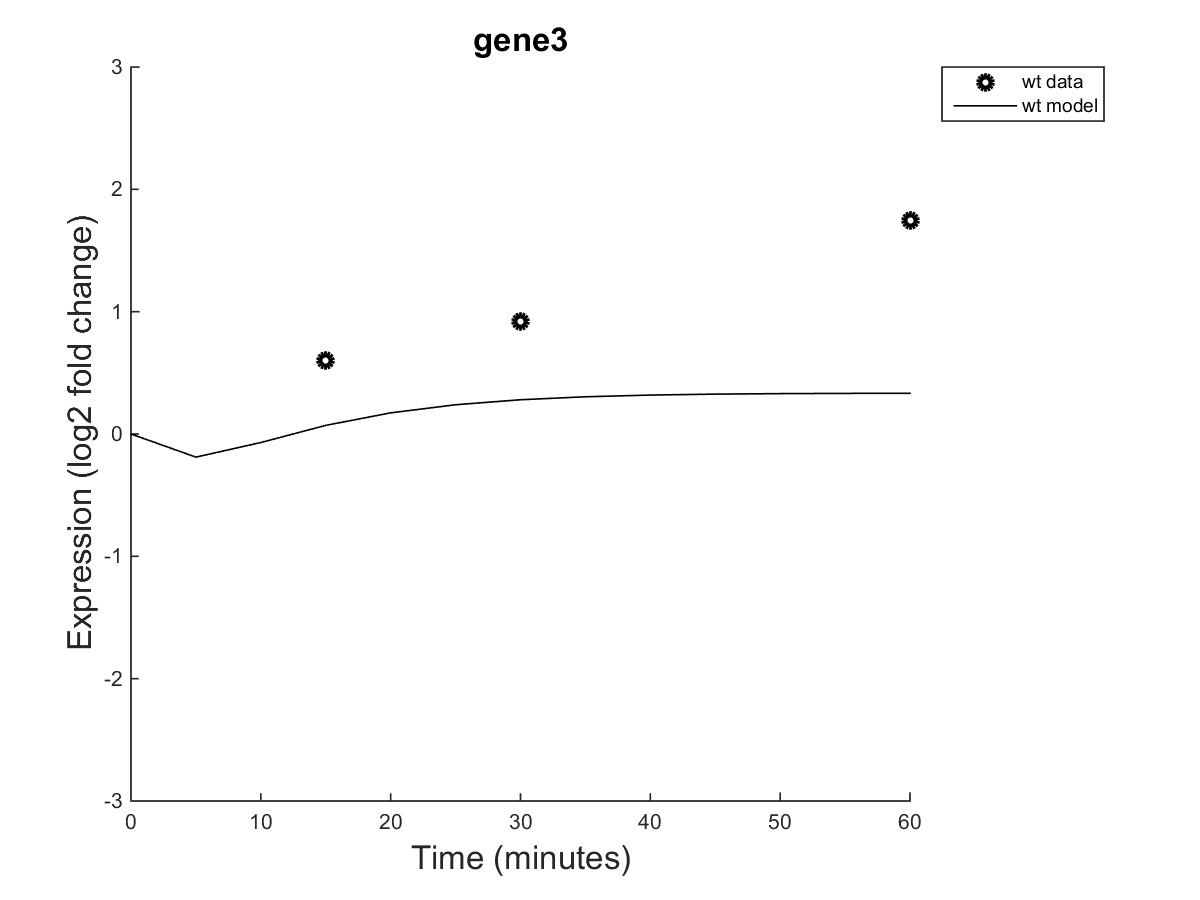 gene3
wt data
wt model
Expression (log2 fold change)
3
2
1
0
-1
-2
-3
0 10 20 30 40 50 60
Time (minutes)